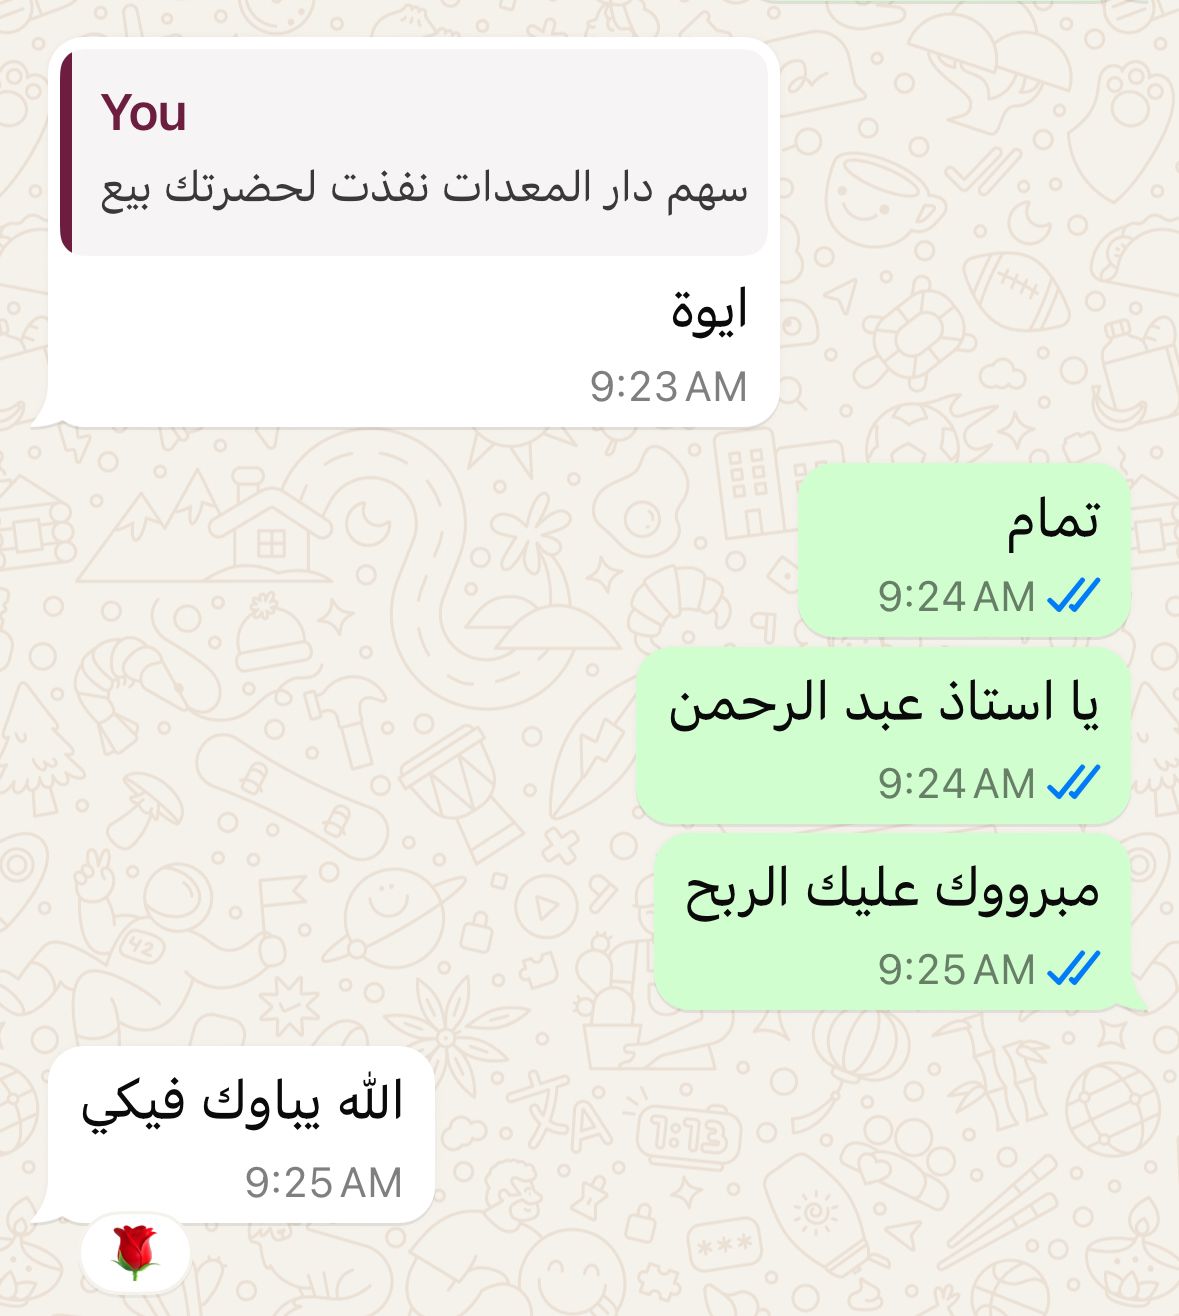 You
سهم دار المعدات نفذت لحضرتك بيع
ايوة
9:23 AM
تمام
9:24 AM
يا استاذ عبد الرحمن
9:24 AM
مبرووك عليك الربح
9:25 AM
الله يباوك فيكي
9:25 AM